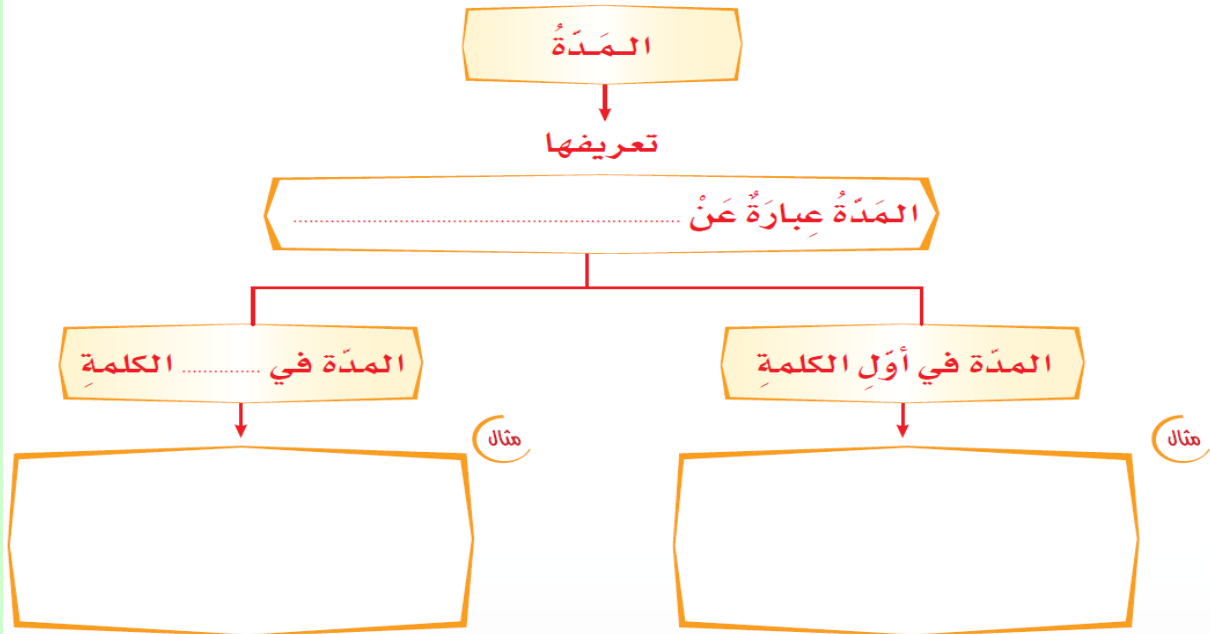 المَدّةُ
تعريفها
المَدّةُ عِبارَةٌ عَنْ ................................................................
المدّة في أوّلِ الكلمةِ
المدّة في ............. الكلمةِ
مثال
مثال